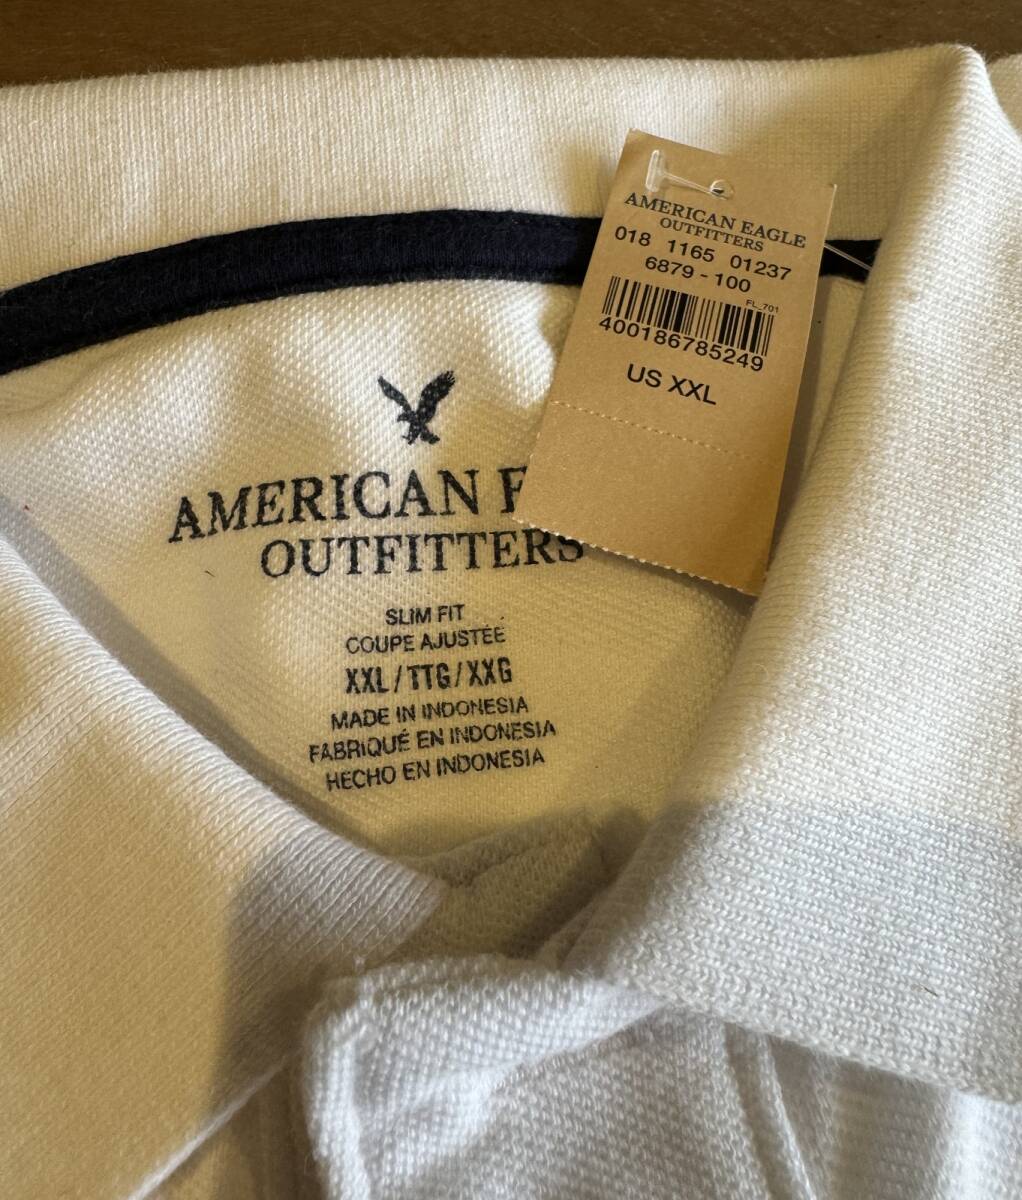 AMERICAN EAGLE
OUTFITTERS
018 1165 01237
6879 - 100
FL_701
400186785249
US XXL
AMERICAN E
OUTFITTERS
SLIM FIT
COUPE AJUSTÉE
XXL / TTG / XXG
MADE IN INDONESIA
FABRIQUÉ EN INDONESIA
HECHO EN INDONESIA